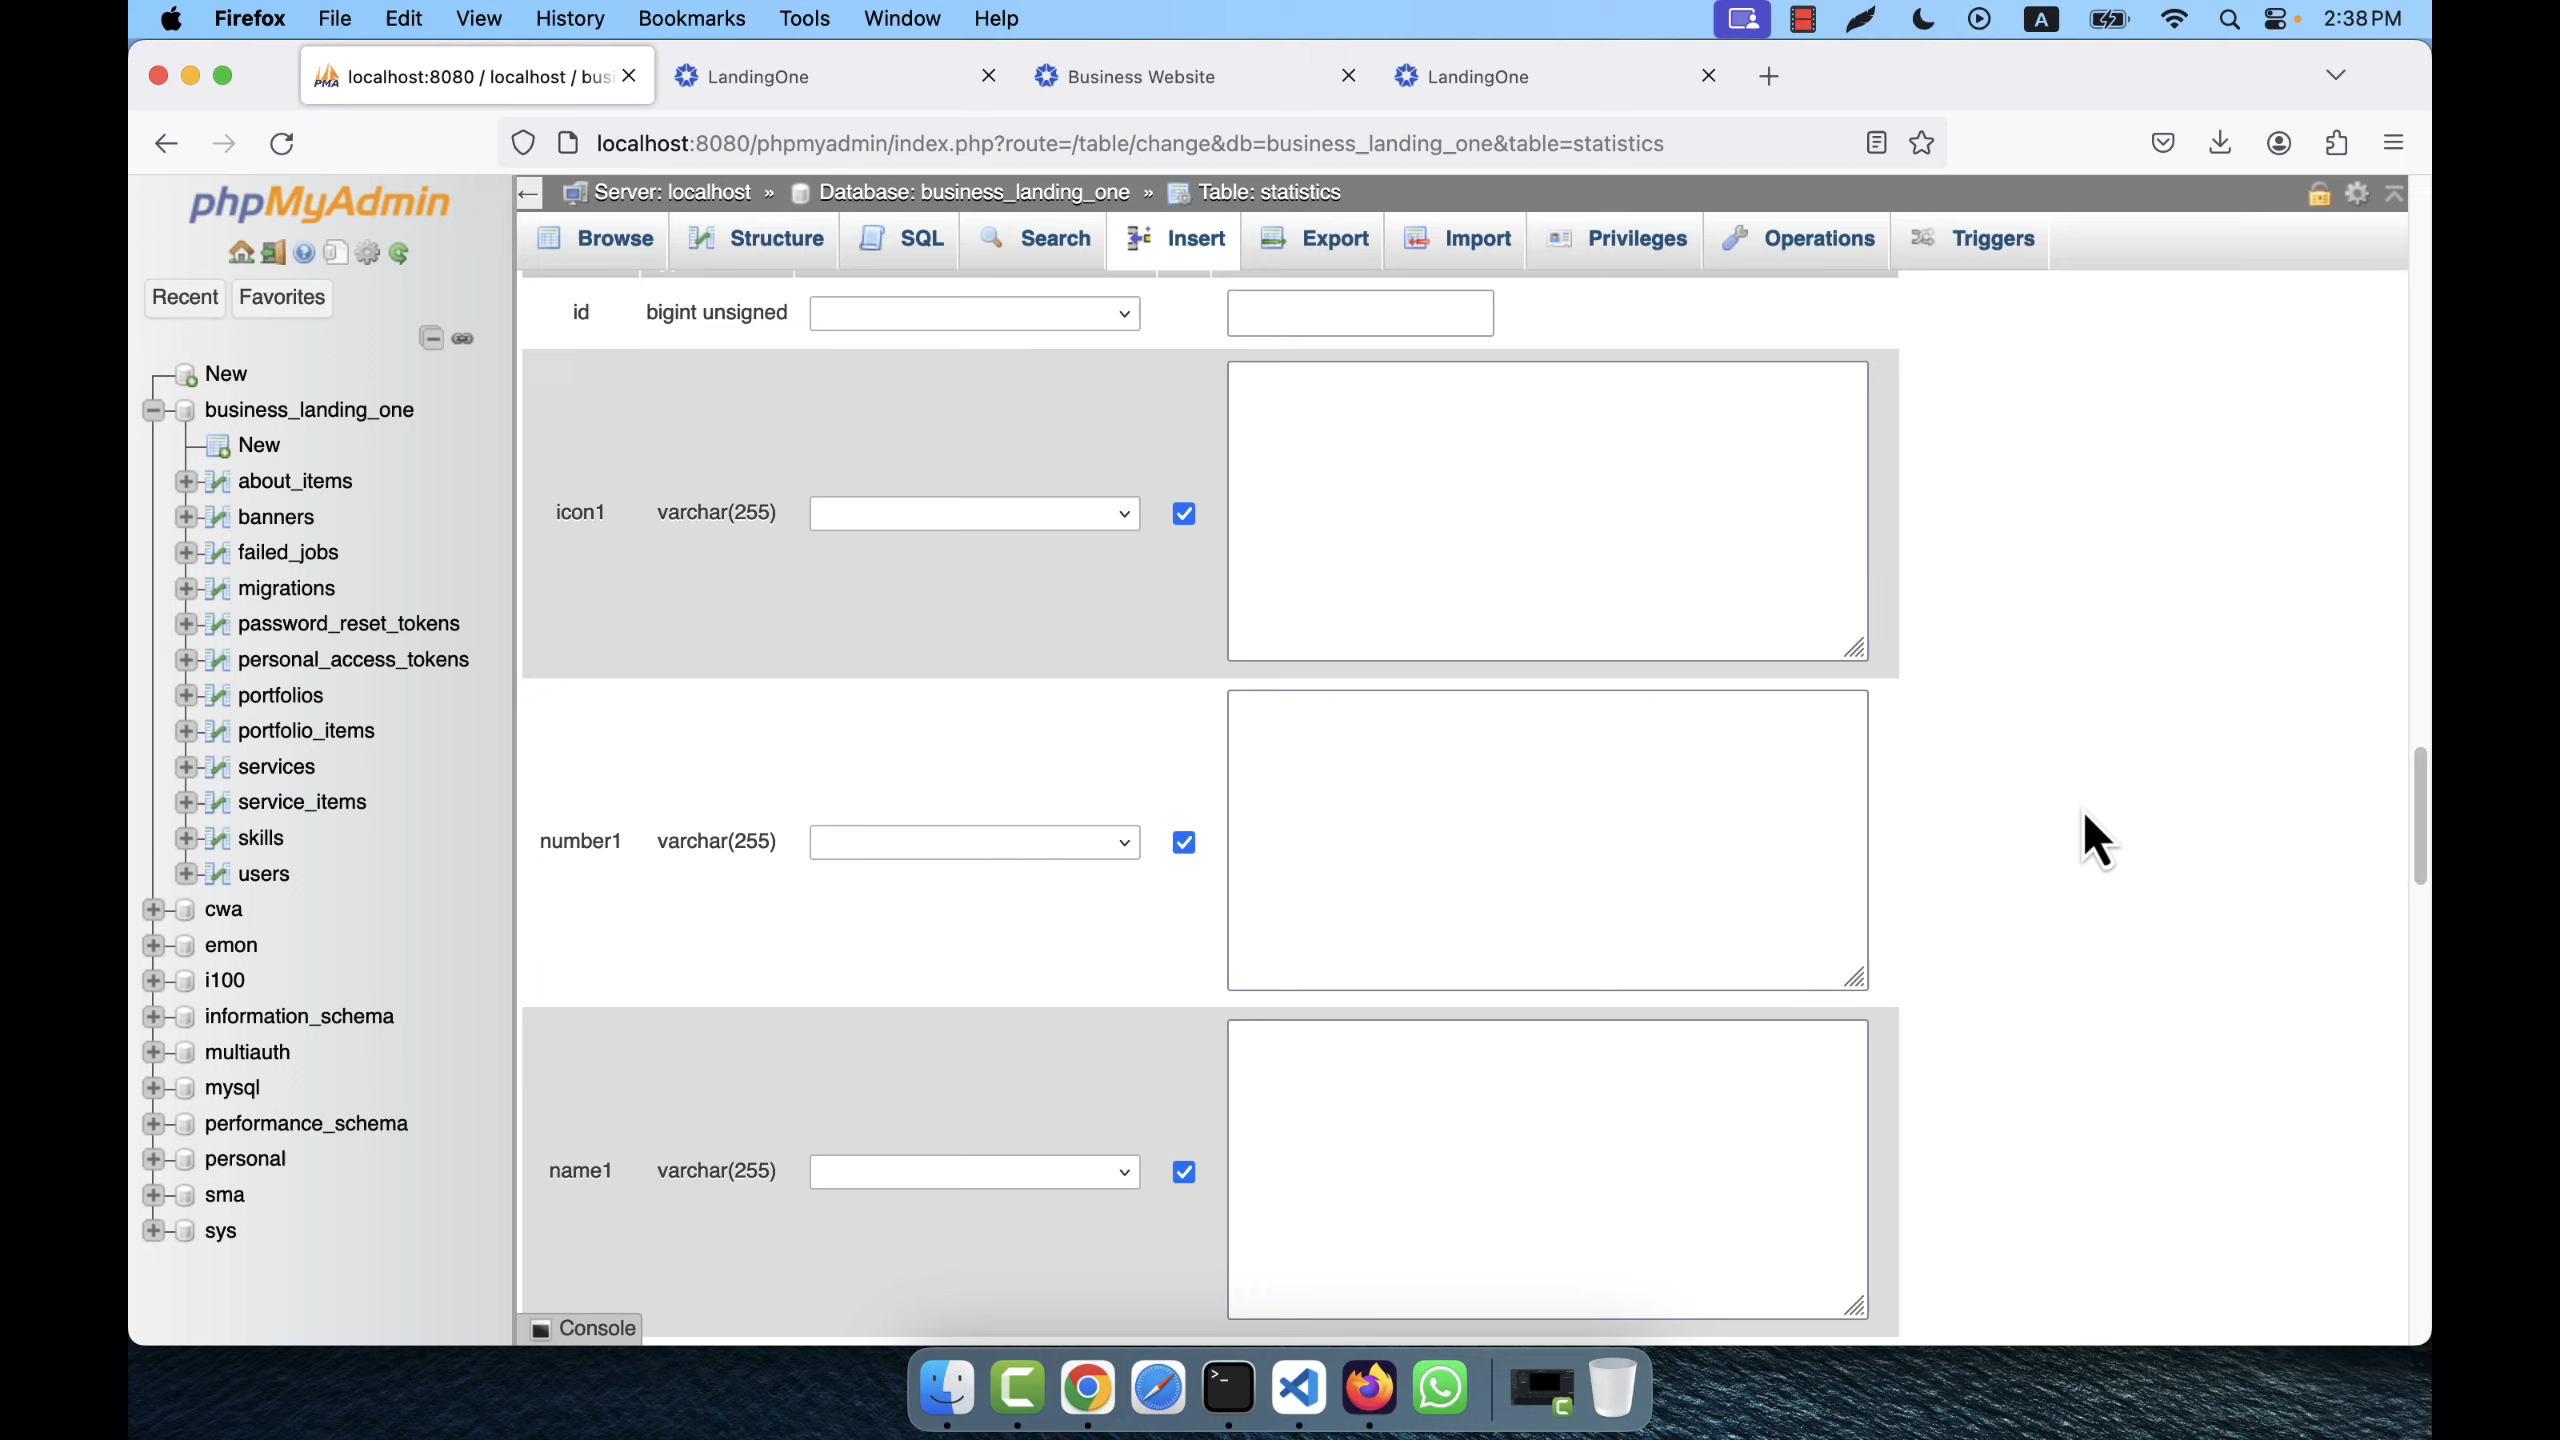 Firefox File Edit View History Bookmarks Tools Window Help A 2:38 PM
PMA localhost:8080 / localhost / busi LandingOne Business Website LandingOne
localhost:8080/phpmyadmin/index.php?route=/table/change&db=business_landing_one&table=statistics
phpMyAdmin
Server: localhost » Database: business_landing_one » Table: statistics
Browse Structure SQL Search Insert Export Import Privileges Operations Triggers
Recent Favorites
New
business_landing_one
New
about_items
banners
failed_jobs
migrations
password_reset_tokens
personal_access_tokens
portfolios
portfolio_items
services
service_items
skills
users
cwa
emon
i100
information_schema
multiauth
mysql
performance_schema
personal
sma
sys
id bigint unsigned
icon1 varchar(255)
number1 varchar(255)
name1 varchar(255)
Console